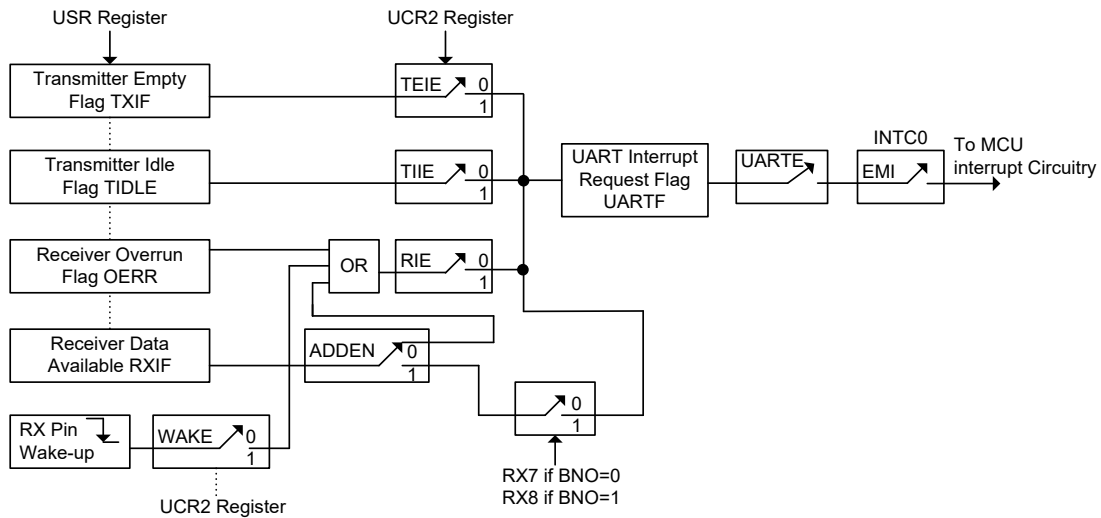 USR Register
UCR2 Register
Transmitter Empty
Flag TXIF
TEIE
0
1
Transmitter Idle
Flag TIDLE
TIIE
0
1
UART Interrupt
Request Flag
UARTF
UARTE
INTC0
EMI
To MCU
interrupt Circuitry
Receiver Overrun
Flag OERR
OR
RIE
0
1
Receiver Data
Available RXIF
ADDEN
0
1
0
1
RX Pin
Wake-up
WAKE
0
1
RX7 if BNO=0
RX8 if BNO=1
UCR2 Register